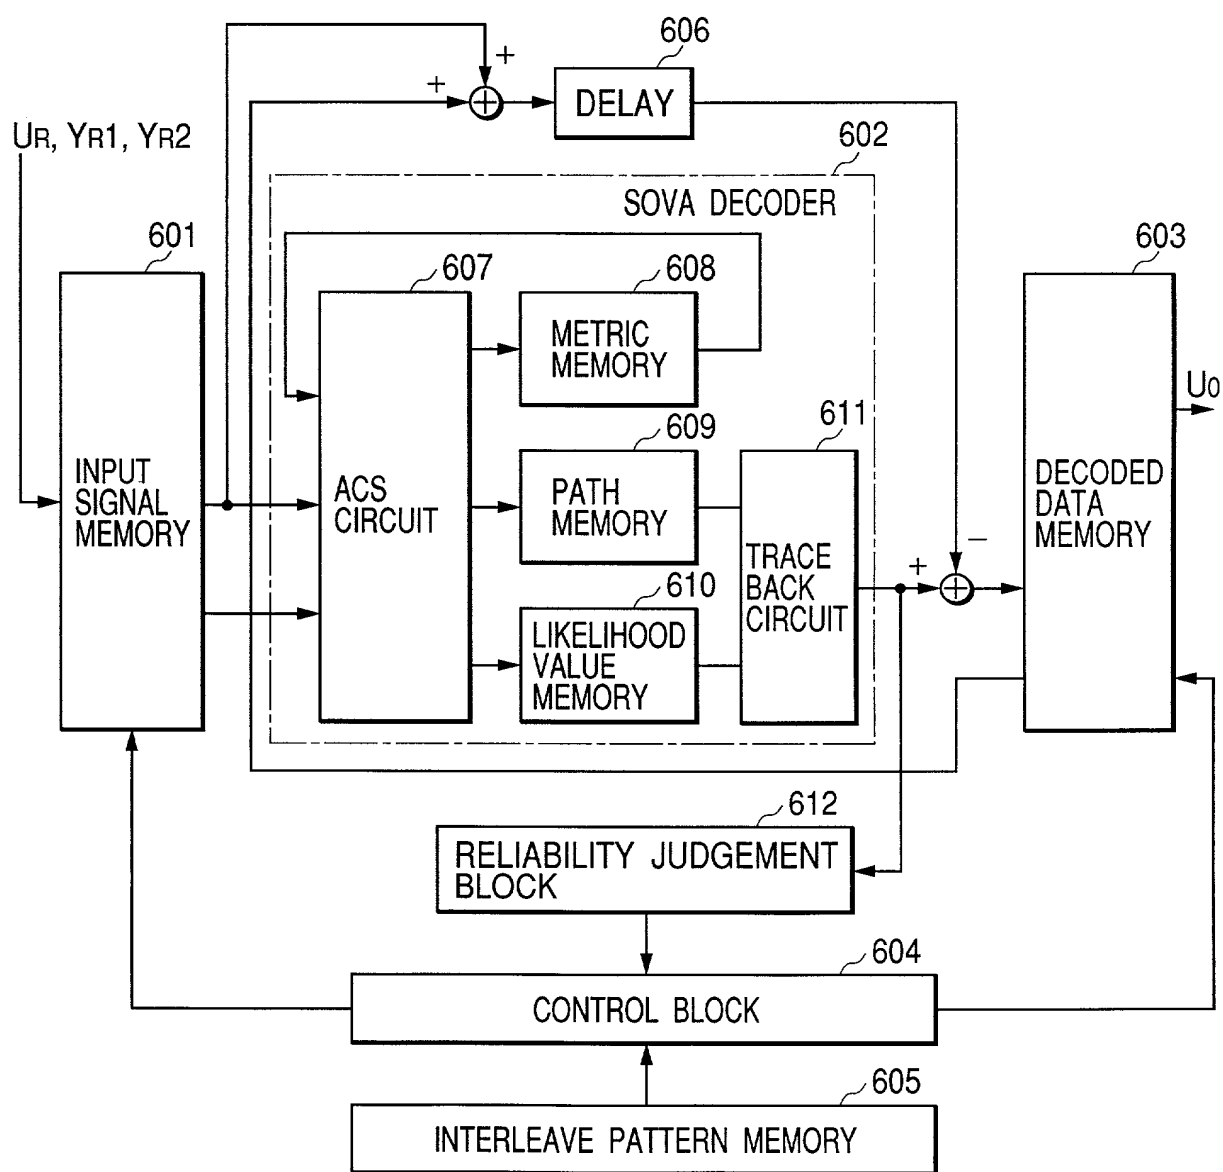 606
+
+
DELAY
UR, YR1, YR2
602
SOVA DECODER
601
603
607
608
METRIC
MEMORY
U0
609
611
INPUT
SIGNAL
MEMORY
ACS
CIRCUIT
PATH
MEMORY
DECODED
DATA
MEMORY
−
+
TRACE
BACK
CIRCUIT
610
LIKELIHOOD
VALUE
MEMORY
612
RELIABILITY JUDGEMENT
BLOCK
604
CONTROL BLOCK
605
INTERLEAVE PATTERN MEMORY